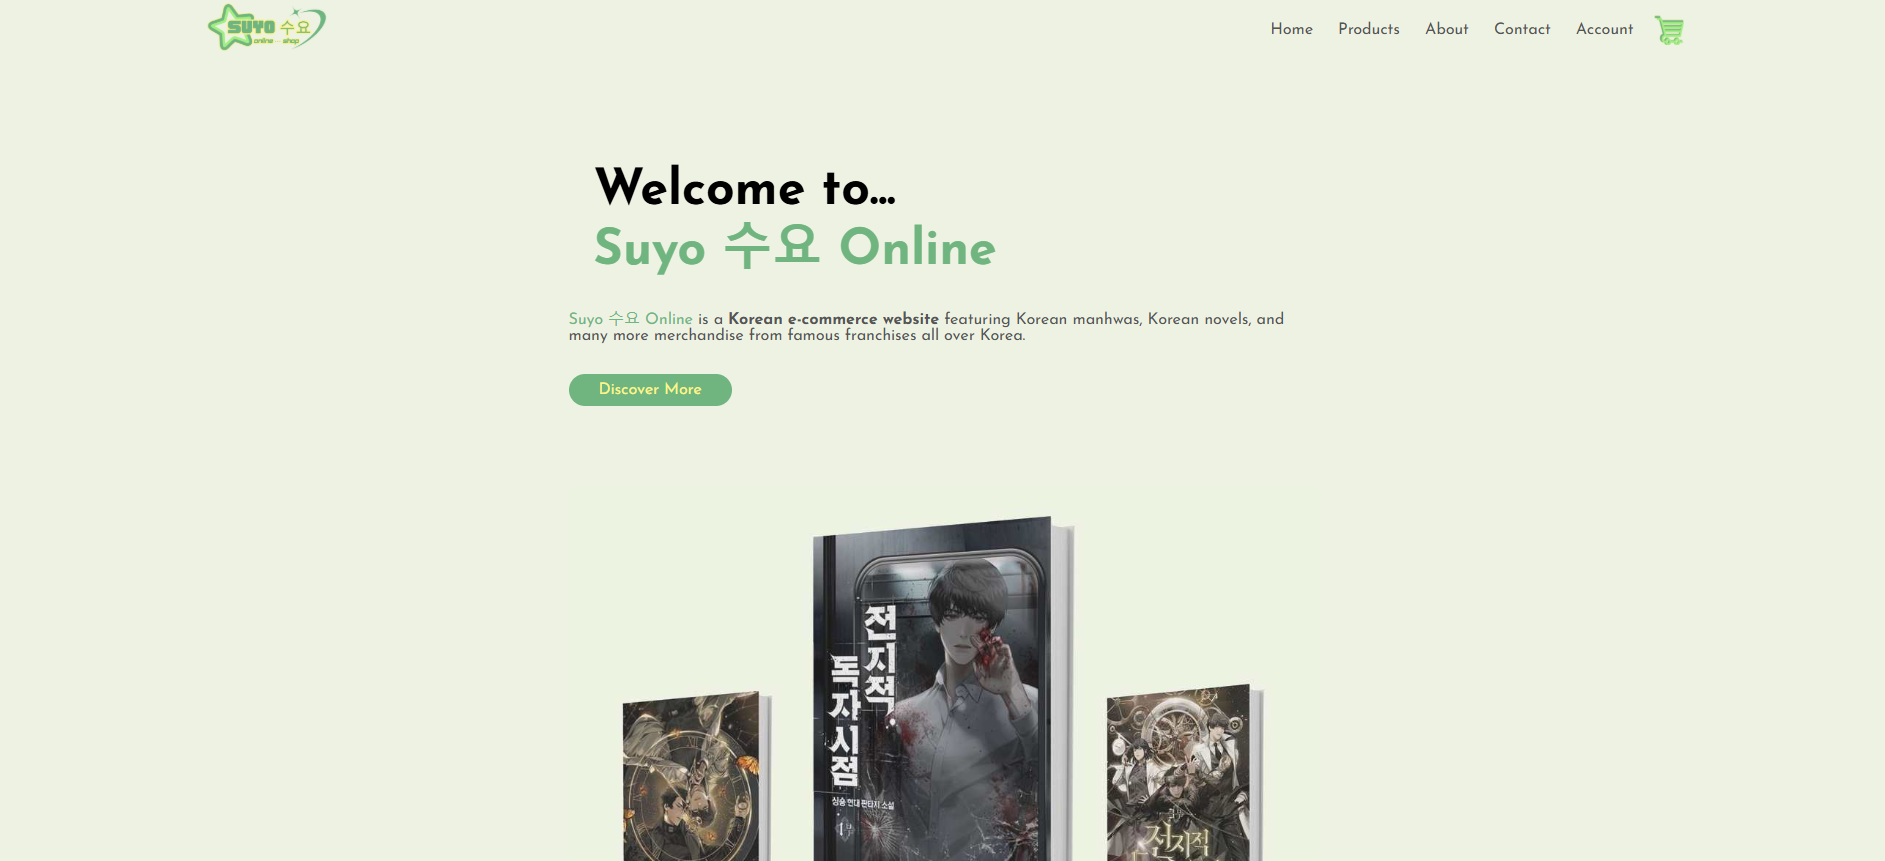 SUYO 수요
online shop
Home Products About Contact Account
Welcome to...
Suyo 수요 Online
Suyo 수요 Online is a Korean e-commerce website featuring Korean manhwas, Korean novels, and
many more merchandise from famous franchises all over Korea.
Discover More
전지적
독자 시점
싱숑 현대 판타지 소설
1
전지적